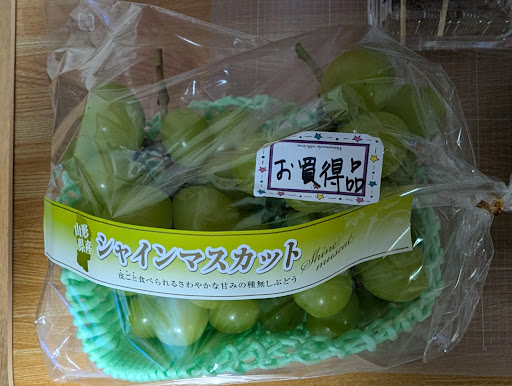 お買得品
山形
県産
シャインマスカット
Shine
muscat
皮ごと食べられるさわやかな甘みの種無しぶどう